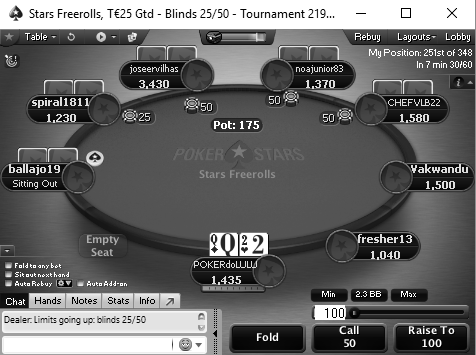 Stars Freerolls, T€25 Gtd - Blinds 25/50 - Tournament 219...
Table
Rebuy Layouts Lobby
My Position: 251st of 348
In 7 min 30/60
joseervilhas
3,430
noajunior83
1,370
i
spiral1811
1,230
CHEFVLB22
1,580
25
50
50
50
Pot: 175
POKER STARS
Stars Freerolls
ballajo19
Sitting Out
Vakwandu
1,500
Empty
Seat
fresher13
1,040
Q Q 2 2
POKERdoLULU
1,435
Fold to any bet
Sit out next hand
Auto Rebuy 0 Auto Add-on
Min 2.3 BB Max
Chat Hands Notes Stats Info
100
Dealer: Limits going up: blinds 25/50
Fold
Call
50
Raise To
100